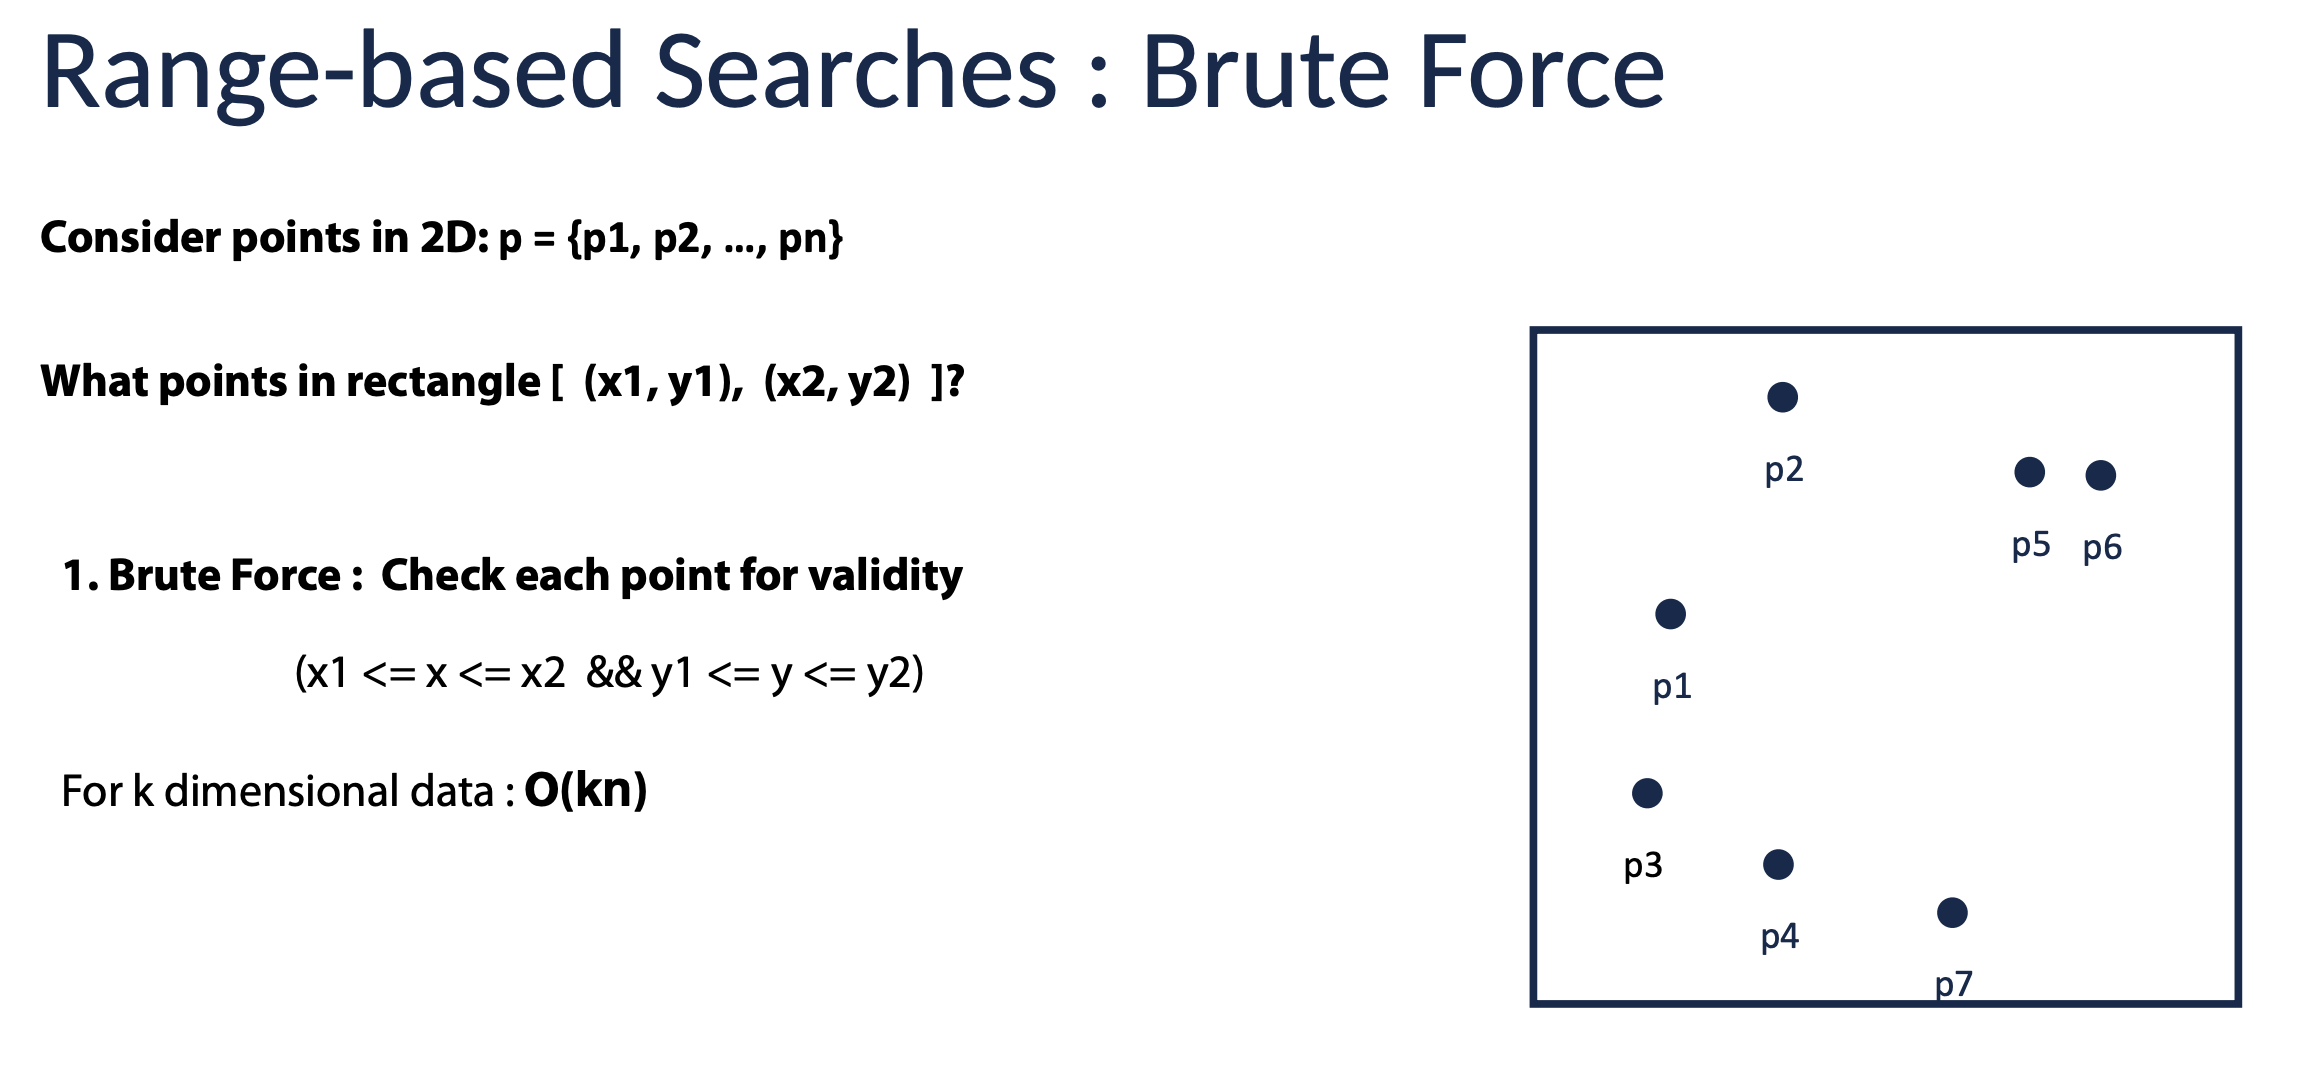 Range-based Searches : Brute Force
Consider points in 2D: p = {p1, p2, ..., pn}
What points in rectangle [ (x1, y1), (x2, y2) ]?
1. Brute Force : Check each point for validity
(x1 <= x <= x2 && y1 <= y <= y2)
For k dimensional data : O(kn)
p2
p5 p6
p1
p3
p4
p7